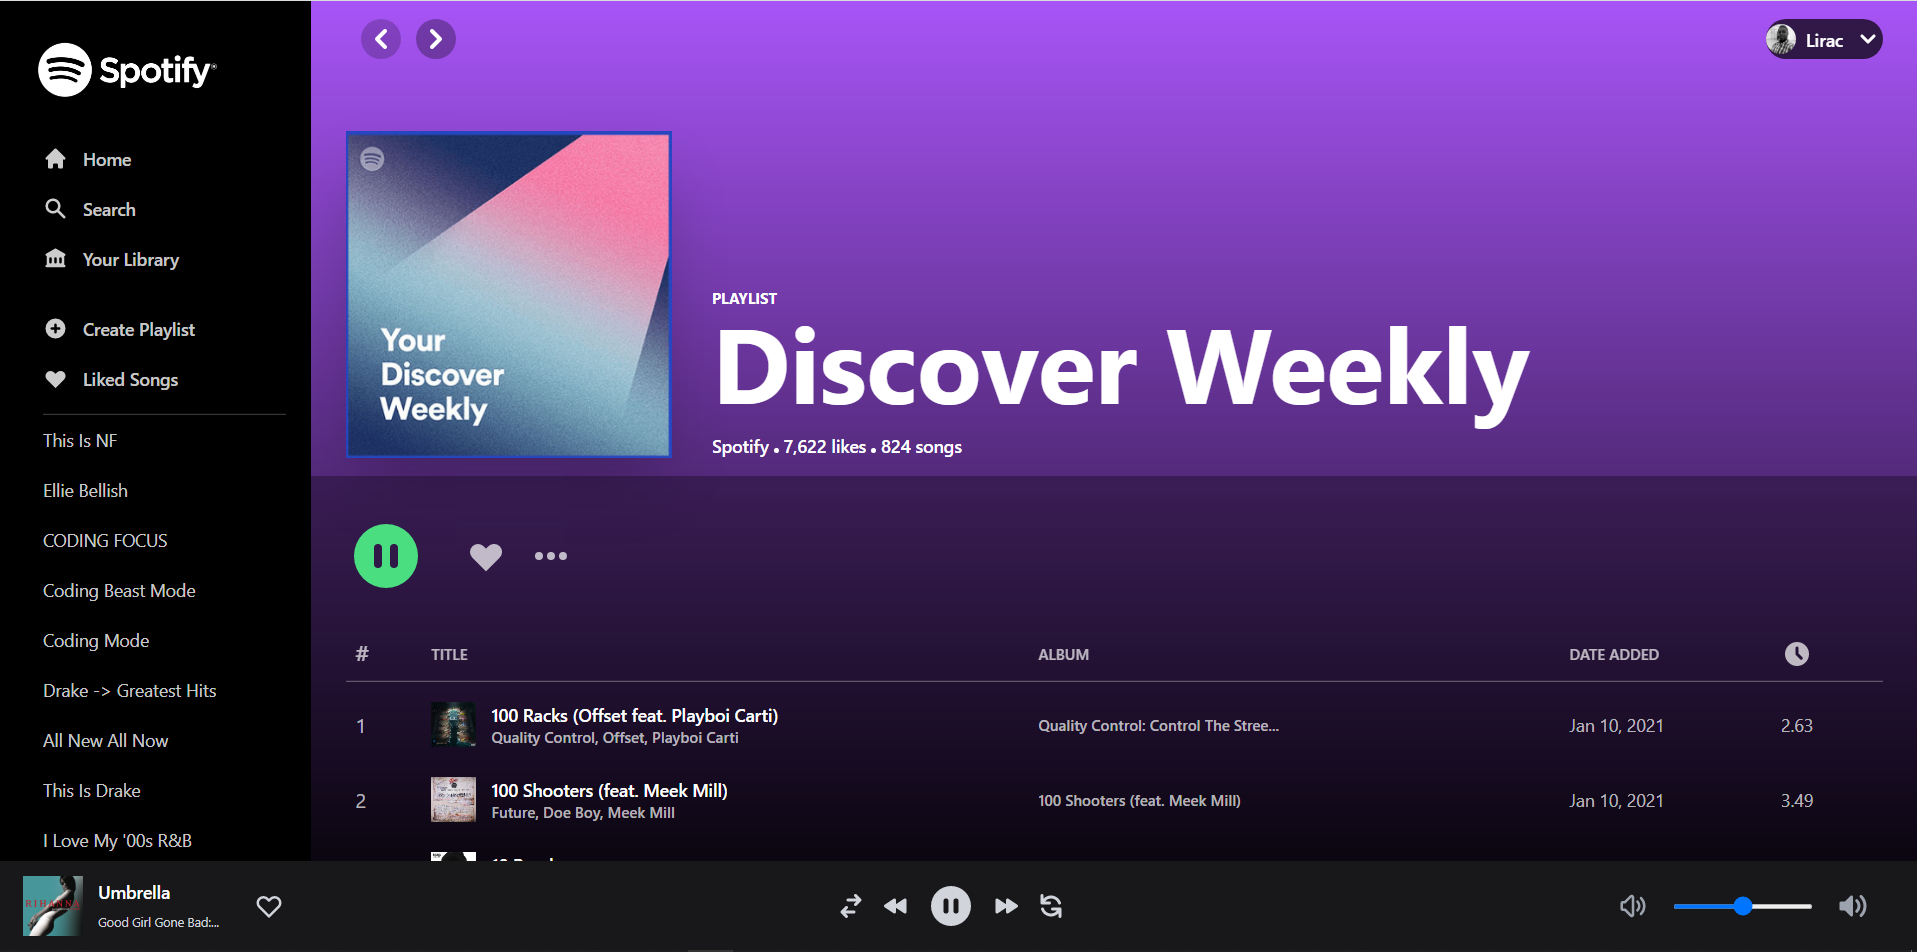 Spotify
Home
Search
Your Library
Create Playlist
Liked Songs
This Is NF
Ellie Bellish
CODING FOCUS
Coding Beast Mode
Coding Mode
Drake -> Greatest Hits
All New All Now
This Is Drake
I Love My '00s R&B
Lirac
Your
Discover
Weekly
PLAYLIST
Discover Weekly
Spotify • 7,622 likes • 824 songs
# TITLE ALBUM DATE ADDED
1 100 Racks (Offset feat. Playboi Carti) Quality Control: Control The Stree... Jan 10, 2021 2.63
Quality Control, Offset, Playboi Carti
2 100 Shooters (feat. Meek Mill) 100 Shooters (feat. Meek Mill) Jan 10, 2021 3.49
Future, Doe Boy, Meek Mill
RIHANNA
Umbrella
Good Girl Gone Bad:...